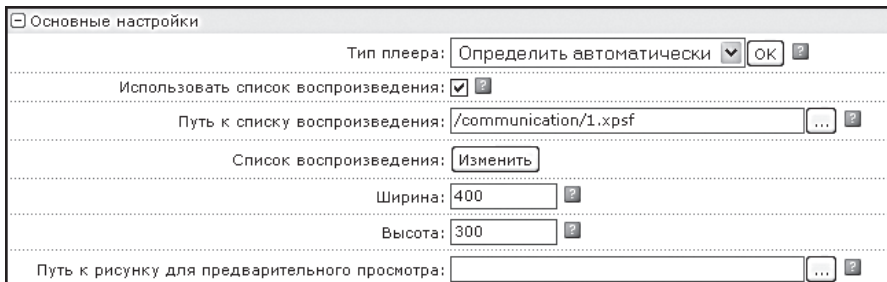 Основные настройки
Тип плеера: Определить автоматически OK ?
Использовать список воспроизведения: ?
Путь к списку воспроизведения: /communication/1.xpsf ... ?
Список воспроизведения: Изменить
Ширина: 400 ?
Высота: 300 ?
Путь к рисунку для предварительного просмотра: ... ?